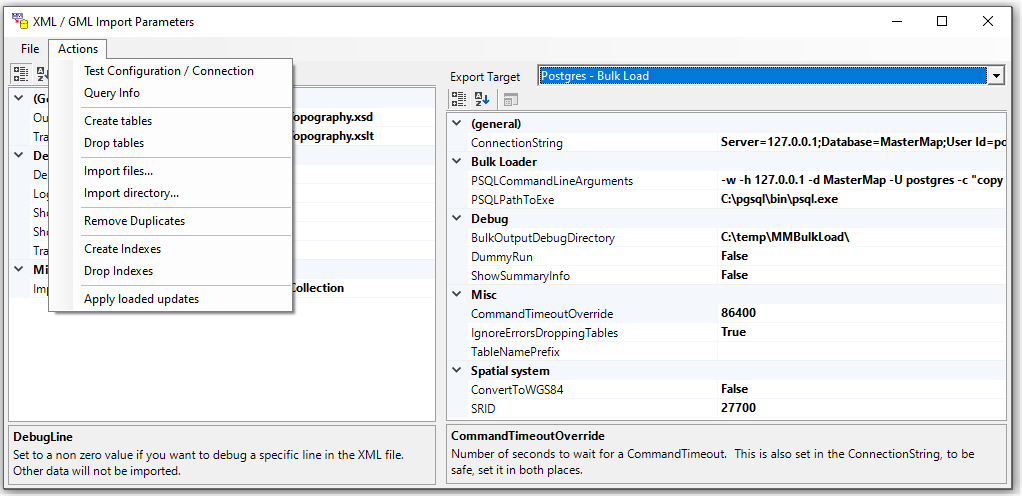 XML / GML Import Parameters
File Actions
Test Configuration / Connection
Query Info
Create tables
Drop tables
Import files...
Import directory...
Remove Duplicates
Create Indexes
Drop Indexes
Apply loaded updates
(Ge
Ou
opography.xsd
Tra
opography.xslt
De
De
Log
Sho
Sho
Tra
Mi
Imp
Collection
DebugLine
Set to a non zero value if you want to debug a specific line in the XML file.
Other data will not be imported.
Export Target Postgres - Bulk Load
(general)
ConnectionString Server=127.0.0.1;Database=MasterMap;User Id=po
Bulk Loader
PSQLCommandLineArguments -w -h 127.0.0.1 -d MasterMap -U postgres -c "copy
PSQLPathToExe C:\pgsql\bin\psql.exe
Debug
BulkOutputDebugDirectory C:\temp\MMBulkLoad\
DummyRun False
ShowSummaryInfo False
Misc
CommandTimeoutOverride 86400
IgnoreErrorsDroppingTables True
TableNamePrefix
Spatial system
ConvertToWGS84 False
SRID 27700
CommandTimeoutOverride
Number of seconds to wait for a CommandTimeout. This is also set in the ConnectionString, to be
safe, set it in both places.